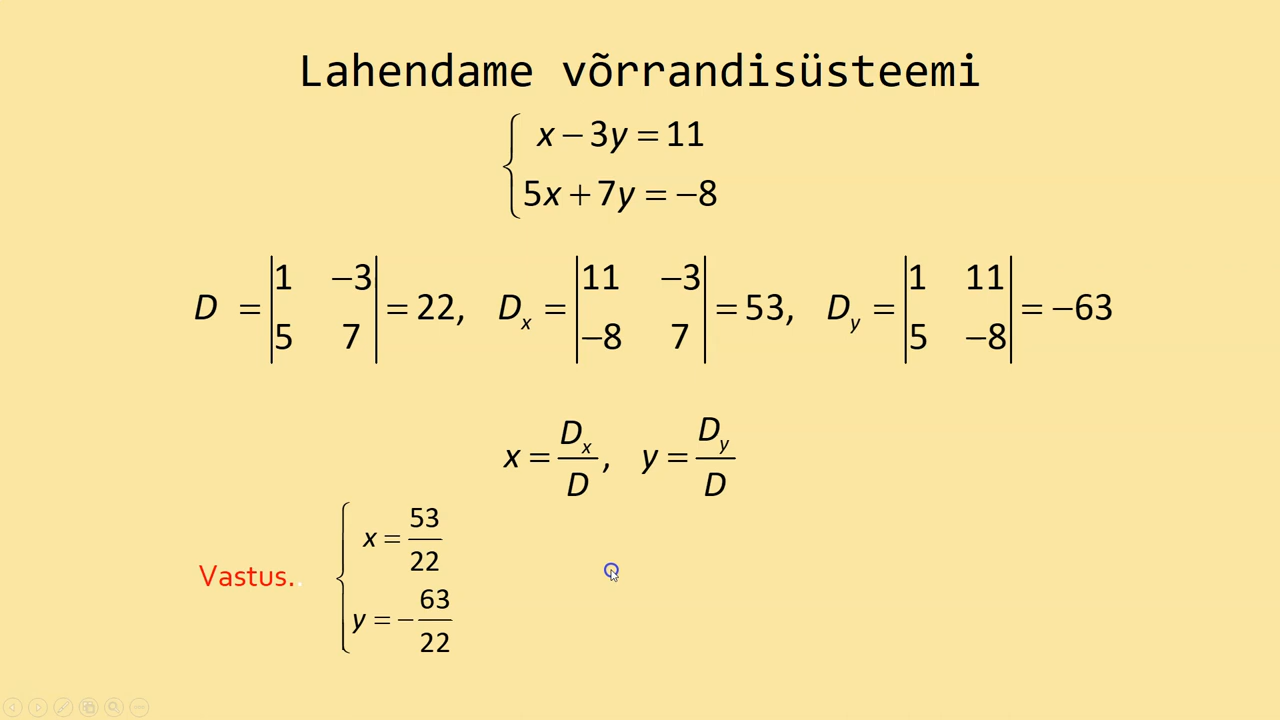 Lahendame võrrandisüsteemi
x − 3y = 11
5x + 7y = −8
D = |1 −3; 5 7| = 22, Dx = |11 −3; −8 7| = 53, Dy = |1 11; 5 −8| = −63
x = Dx/D, y = Dy/D
Vastus..
x = 53/22
y = −63/22